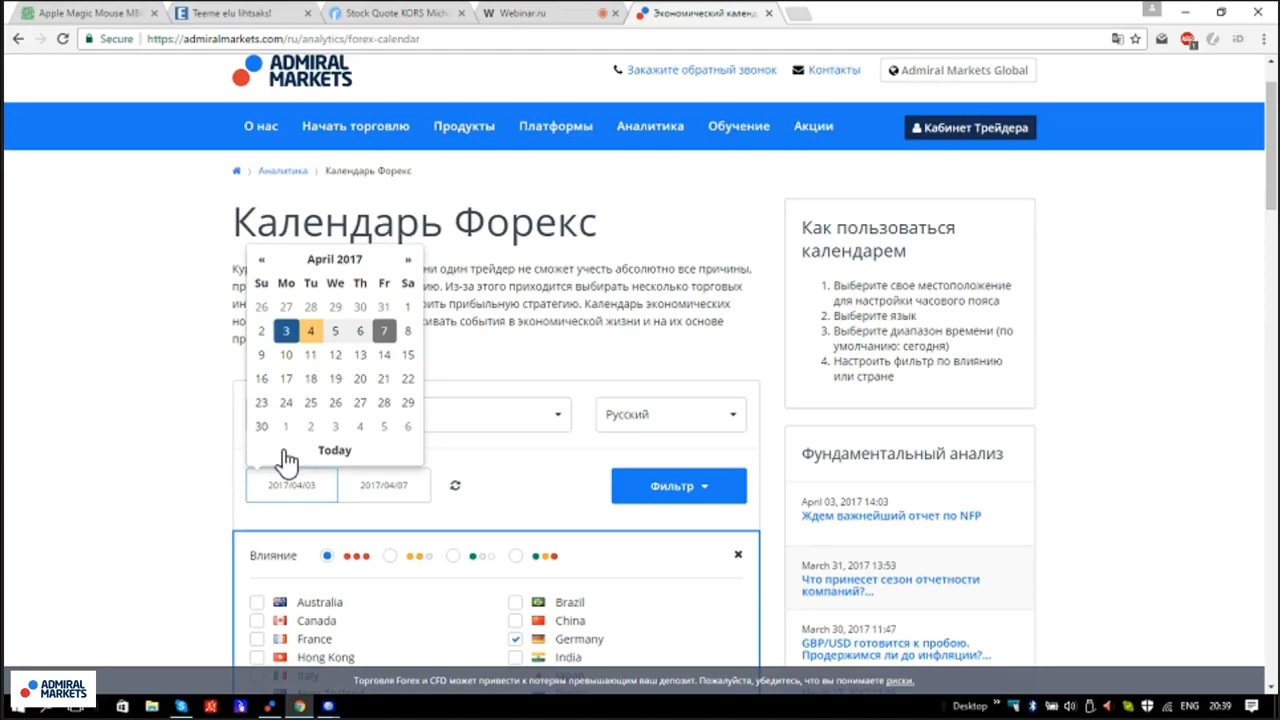 Apple Magic Mouse MB
Teeme elu lihtsaks!
Stock Quote KORS Mich
Webinar.ru
Экономический календ
Secure
https://admiralmarkets.com/ru/analytics/forex-calendar
ADMIRAL
MARKETS
Закажите обратный звонок
Контакты
Admiral Markets Global
О нас
Начать торговлю
Продукты
Платформы
Аналитика
Обучение
Акции
Кабинет Трейдера
Аналитика
Календарь Форекс
Календарь Форекс
« April 2017 »
Su Mo Tu We Th Fr Sa
26 27 28 29 30 31 1
2 3 4 5 6 7 8
9 10 11 12 13 14 15
16 17 18 19 20 21 22
23 24 25 26 27 28 29
30 1 2 3 4 5 6
Today
ни один трейдер не сможет учесть абсолютно все причины,
Из-за этого приходится выбирать несколько торговых
прибыльную стратегию. Календарь экономических
события в экономической жизни и на их основе
Русский
2017/04/03
2017/04/07
Фильтр
Влияние
Australia
Brazil
Canada
China
France
Germany
Hong Kong
India
Italy
Как пользоваться
календарем
1. Выберите свое местоположение
для настройки часового пояса
2. Выберите язык
3. Выберите диапазон времени (по
умолчанию: сегодня)
4. Настроить фильтр по влиянию
или стране
Фундаментальный анализ
April 03, 2017 14:03
Ждем важнейший отчет по NFP
March 31, 2017 13:53
Что принесет сезон отчетности
компаний?...
March 30, 2017 11:47
GBP/USD готовится к пробою.
Продержимся ли до инфляции?...
Торговля Forex и CFD может привести к потерям превышающим ваш депозит. Пожалуйста, убедитесь, что вы понимаете риски.
ADMIRAL
MARKETS
Desktop
ENG
20:39